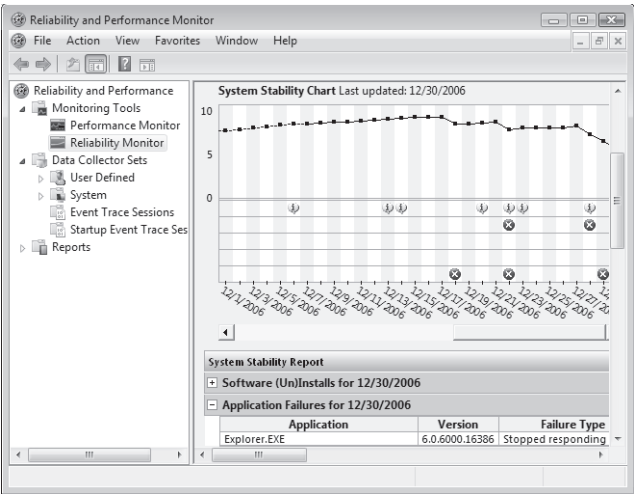 Reliability and Performance Monitor
File Action View Favorites Window Help
Reliability and Performance
Monitoring Tools
Performance Monitor
Reliability Monitor
Data Collector Sets
User Defined
System
Event Trace Sessions
Startup Event Trace Ses
Reports
System Stability Chart Last updated: 12/30/2006
10
5
0
12/1/2006 12/3/2006 12/5/2006 12/7/2006 12/9/2006 12/11/2006 12/13/2006 12/15/2006 12/17/2006 12/19/2006 12/21/2006 12/23/2006 12/25/2006 12/27/2006
System Stability Report
Software (Un)Installs for 12/30/2006
Application Failures for 12/30/2006
Application Version Failure Type
Explorer.EXE 6.0.6000.16386 Stopped responding